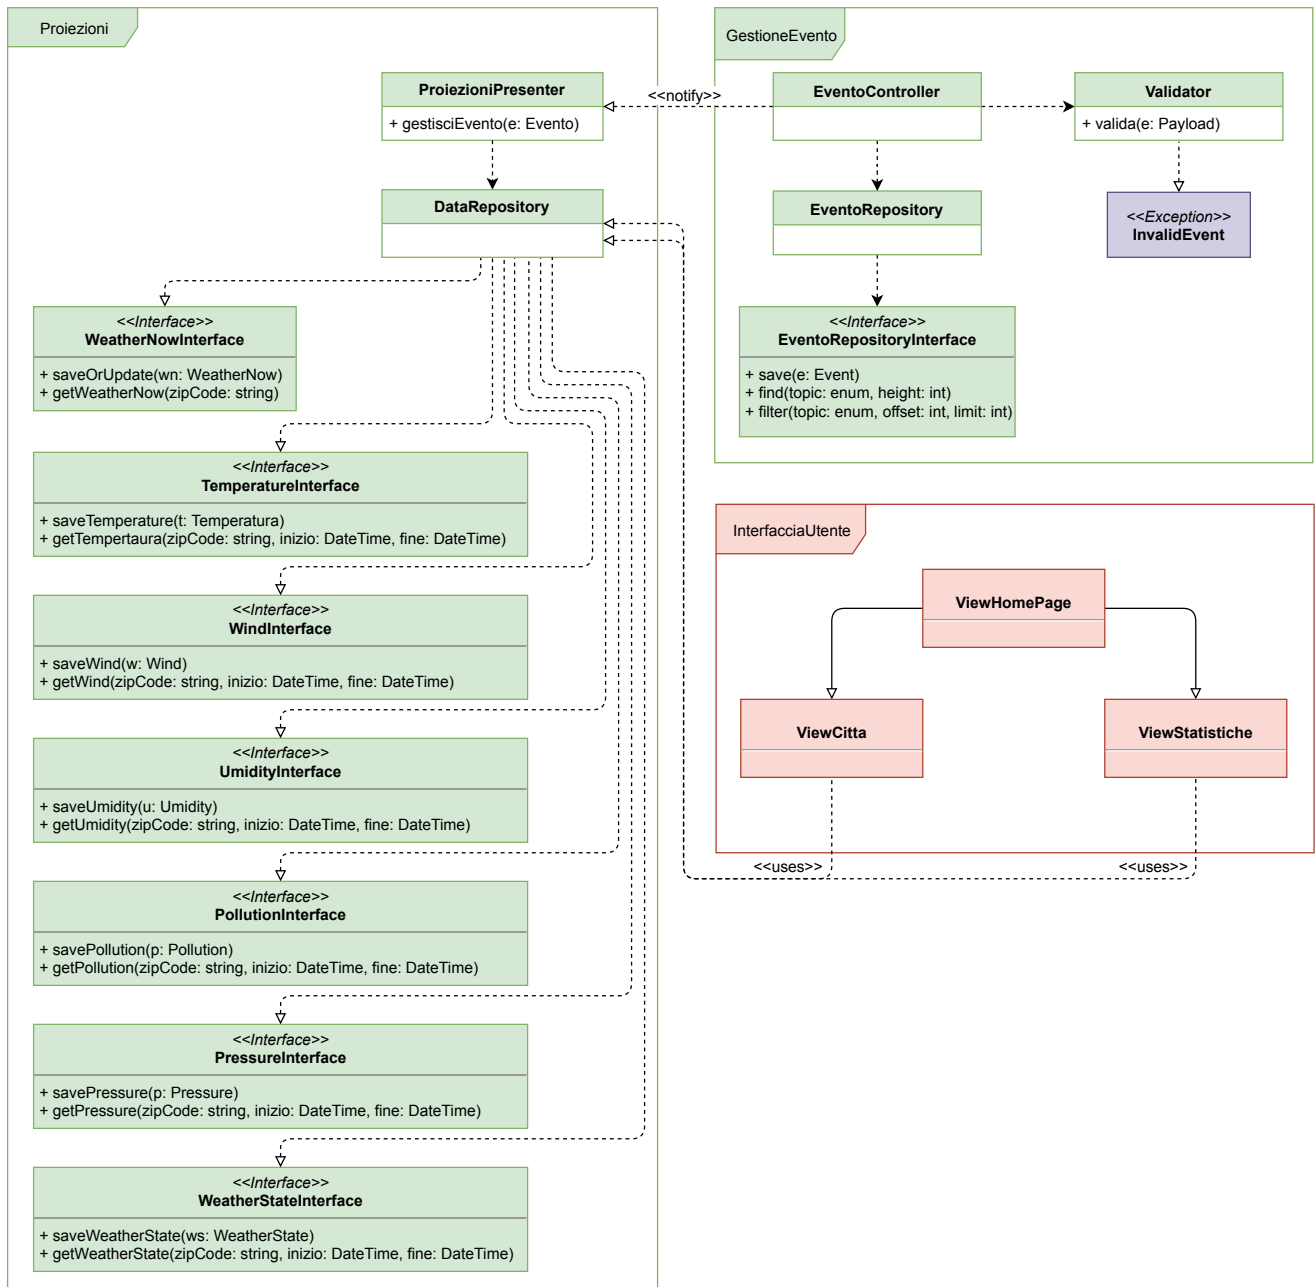 Proiezioni
ProiezioniPresenter
+ gestisciEvento(e: Evento)
DataRepository
<<Interface>>
WeatherNowInterface
+ saveOrUpdate(wn: WeatherNow)
+ getWeatherNow(zipCode: string)
<<Interface>>
TemperatureInterface
+ saveTemperature(t: Temperatura)
+ getTempertaura(zipCode: string, inizio: DateTime, fine: DateTime)
<<Interface>>
WindInterface
+ saveWind(w: Wind)
+ getWind(zipCode: string, inizio: DateTime, fine: DateTime)
<<Interface>>
UmidityInterface
+ saveUmidity(u: Umidity)
+ getUmidity(zipCode: string, inizio: DateTime, fine: DateTime)
<<Interface>>
PollutionInterface
+ savePollution(p: Pollution)
+ getPollution(zipCode: string, inizio: DateTime, fine: DateTime)
<<Interface>>
PressureInterface
+ savePressure(p: Pressure)
+ getPressure(zipCode: string, inizio: DateTime, fine: DateTime)
<<Interface>>
WeatherStateInterface
+ saveWeatherState(ws: WeatherState)
+ getWeatherState(zipCode: string, inizio: DateTime, fine: DateTime)
<<notify>>
GestioneEvento
EventoController
Validator
+ valida(e: Payload)
EventoRepository
<<Exception>>
InvalidEvent
<<Interface>>
EventoRepositoryInterface
+ save(e: Event)
+ find(topic: enum, height: int)
+ filter(topic: enum, offset: int, limit: int)
InterfacciaUtente
ViewHomePage
ViewCitta
ViewStatistiche
<<uses>>
<<uses>>